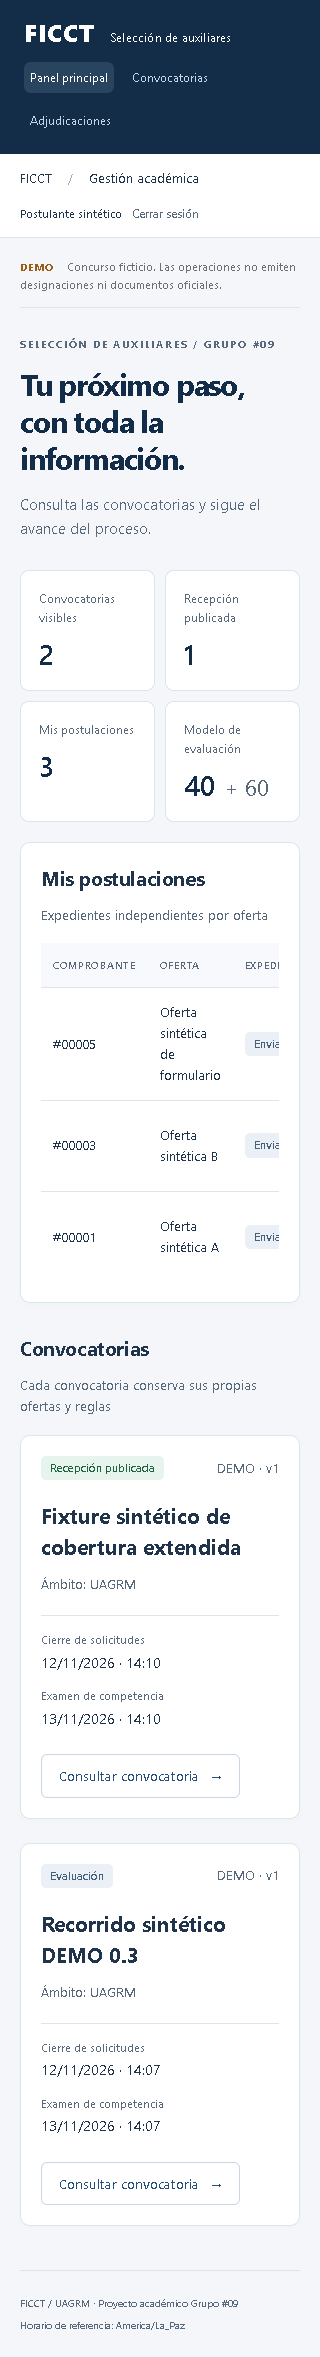 FICCT Selección de auxiliares
Panel principal Convocatorias
Adjudicaciones
FICCT / Gestión académica
Postulante sintético Cerrar sesión
DEMO Concurso ficticio. Las operaciones no emiten
designaciones ni documentos oficiales.
SELECCIÓN DE AUXILIARES / GRUPO #09
Tu próximo paso,
con toda la
información.
Consulta las convocatorias y sigue el
avance del proceso.
Convocatorias
visibles
2
Recepción
publicada
1
Mis postulaciones
3
Modelo de
evaluación
40 + 60
Mis postulaciones
Expedientes independientes por oferta
COMPROBANTE OFERTA EXPEDI
#00005 Oferta
sintética
de
formulario Envia
#00003 Oferta
sintética B Envia
#00001 Oferta
sintética A Envia
Convocatorias
Cada convocatoria conserva sus propias
ofertas y reglas
Recepción publicada DEMO · v1
Fixture sintético de
cobertura extendida
Ámbito: UAGRM
Cierre de solicitudes
12/11/2026 · 14:10
Examen de competencia
13/11/2026 · 14:10
Consultar convocatoria →
Evaluación DEMO · v1
Recorrido sintético
DEMO 0.3
Ámbito: UAGRM
Cierre de solicitudes
12/11/2026 · 14:07
Examen de competencia
13/11/2026 · 14:07
Consultar convocatoria →
FICCT / UAGRM · Proyecto académico Grupo #09
Horario de referencia: America/La_Paz